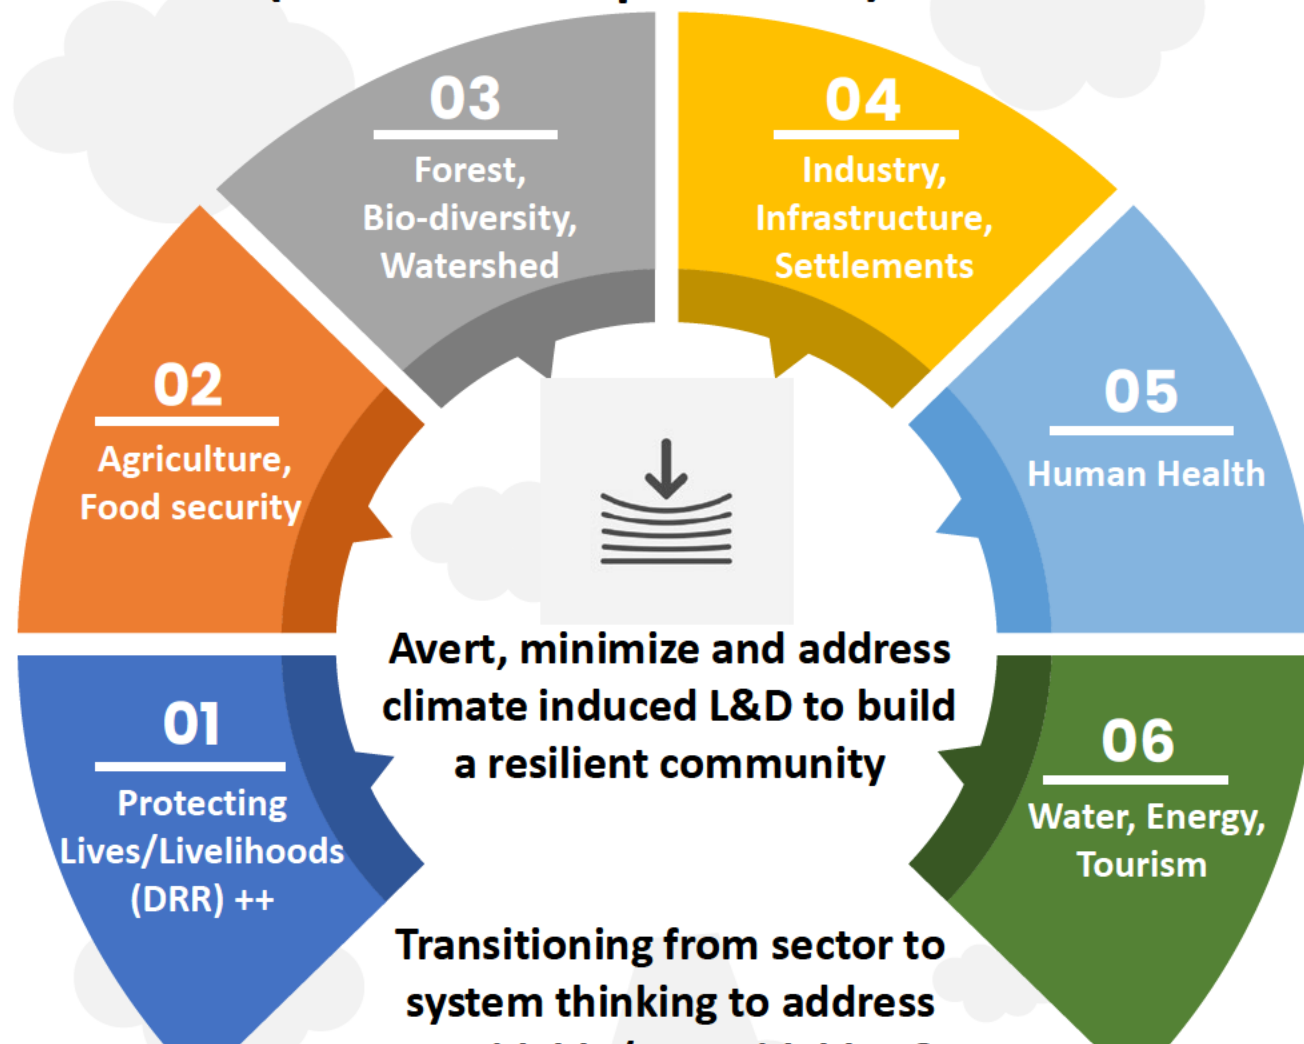 03
Forest,
Bio-diversity,
Watershed
04
Industry,
Infrastructure,
Settlements
02
Agriculture,
Food security
05
Human Health
01
Protecting
Lives/Livelihoods
(DRR) ++
06
Water, Energy,
Tourism
Avert, minimize and address
climate induced L&D to build
a resilient community
Transitioning from sector to
system thinking to address